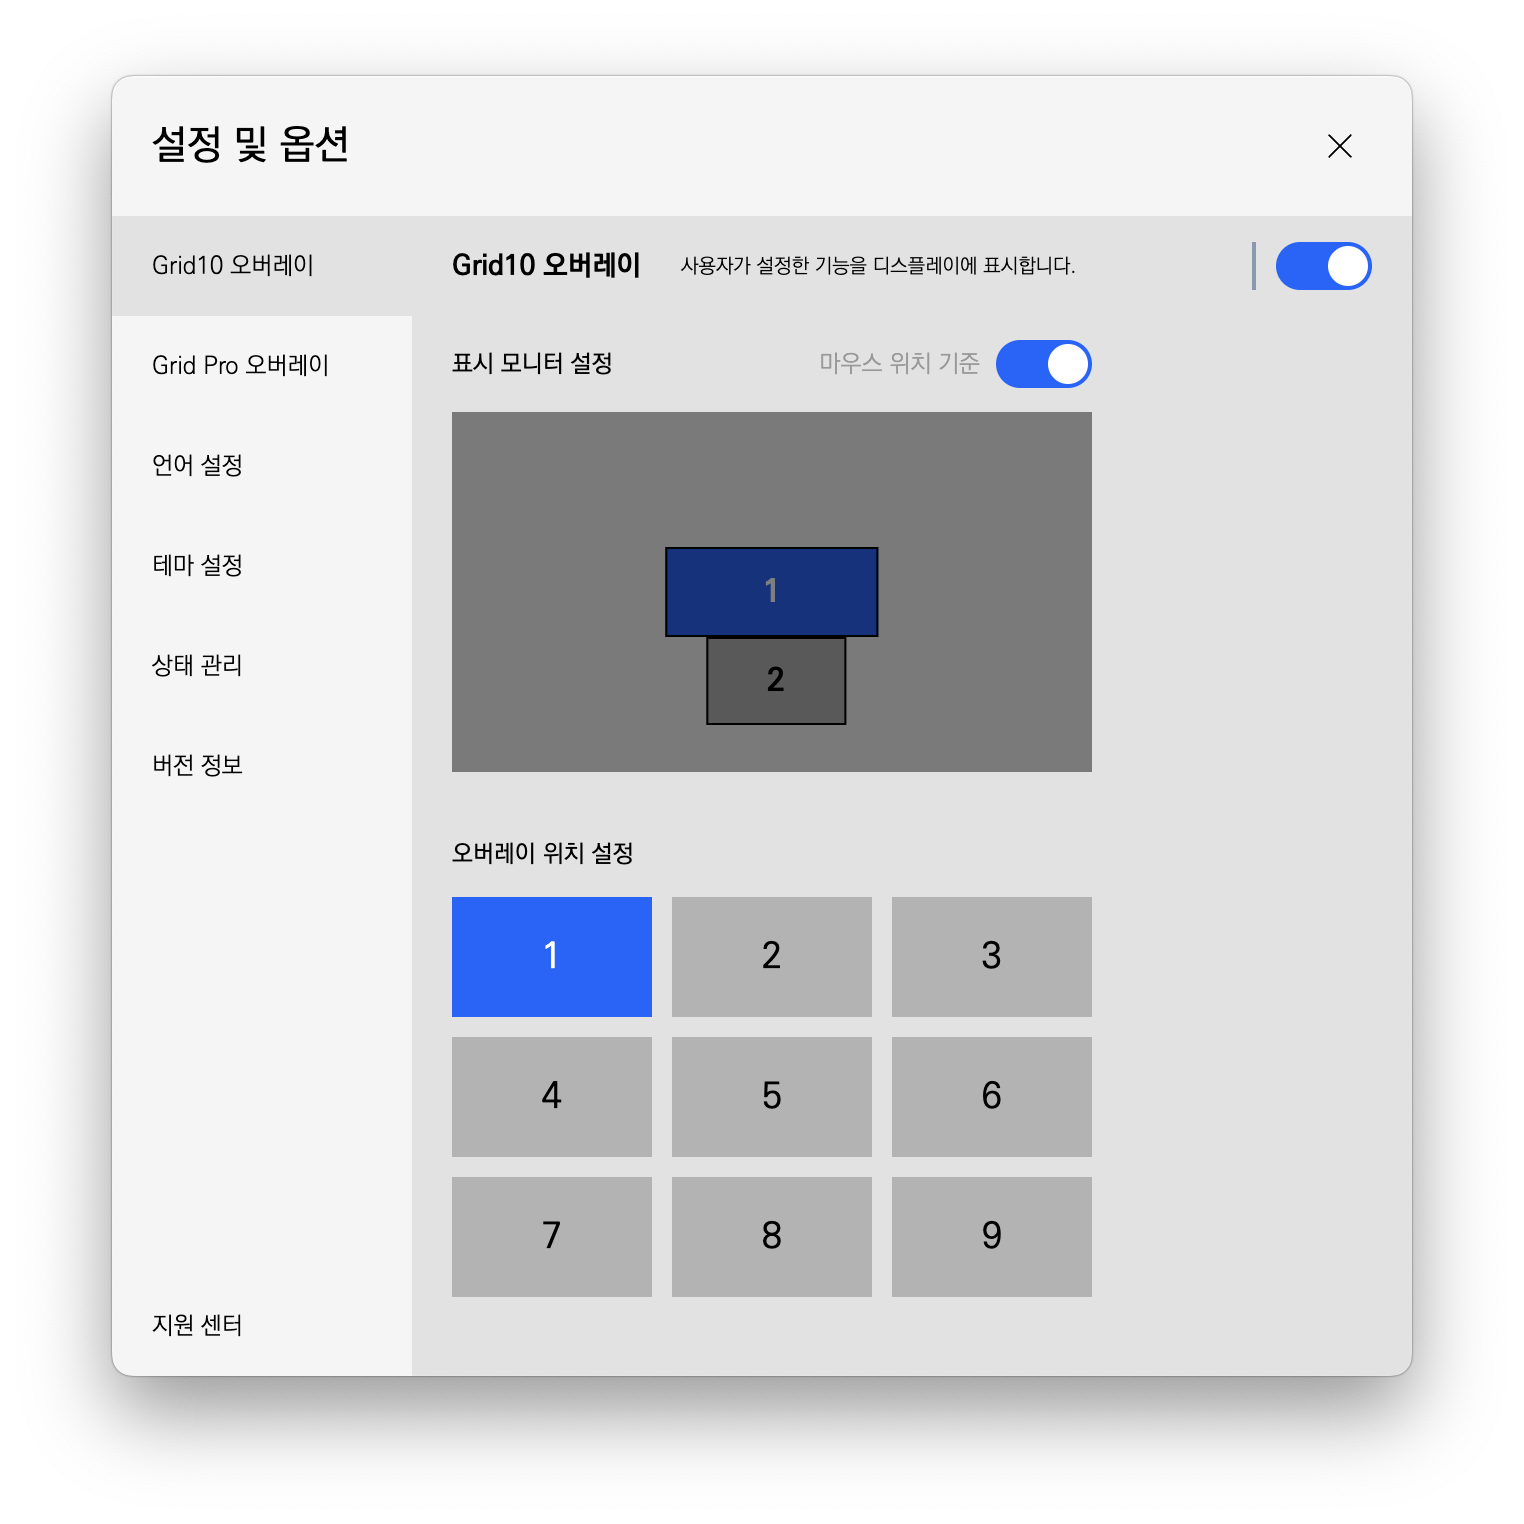 설정 및 옵션
Grid10 오버레이
Grid10 오버레이 사용자가 설정한 기능을 디스플레이에 표시합니다.
Grid Pro 오버레이
언어 설정
테마 설정
상태 관리
버전 정보
지원 센터
표시 모니터 설정 마우스 위치 기준
1
2
오버레이 위치 설정
1 2 3
4 5 6
7 8 9